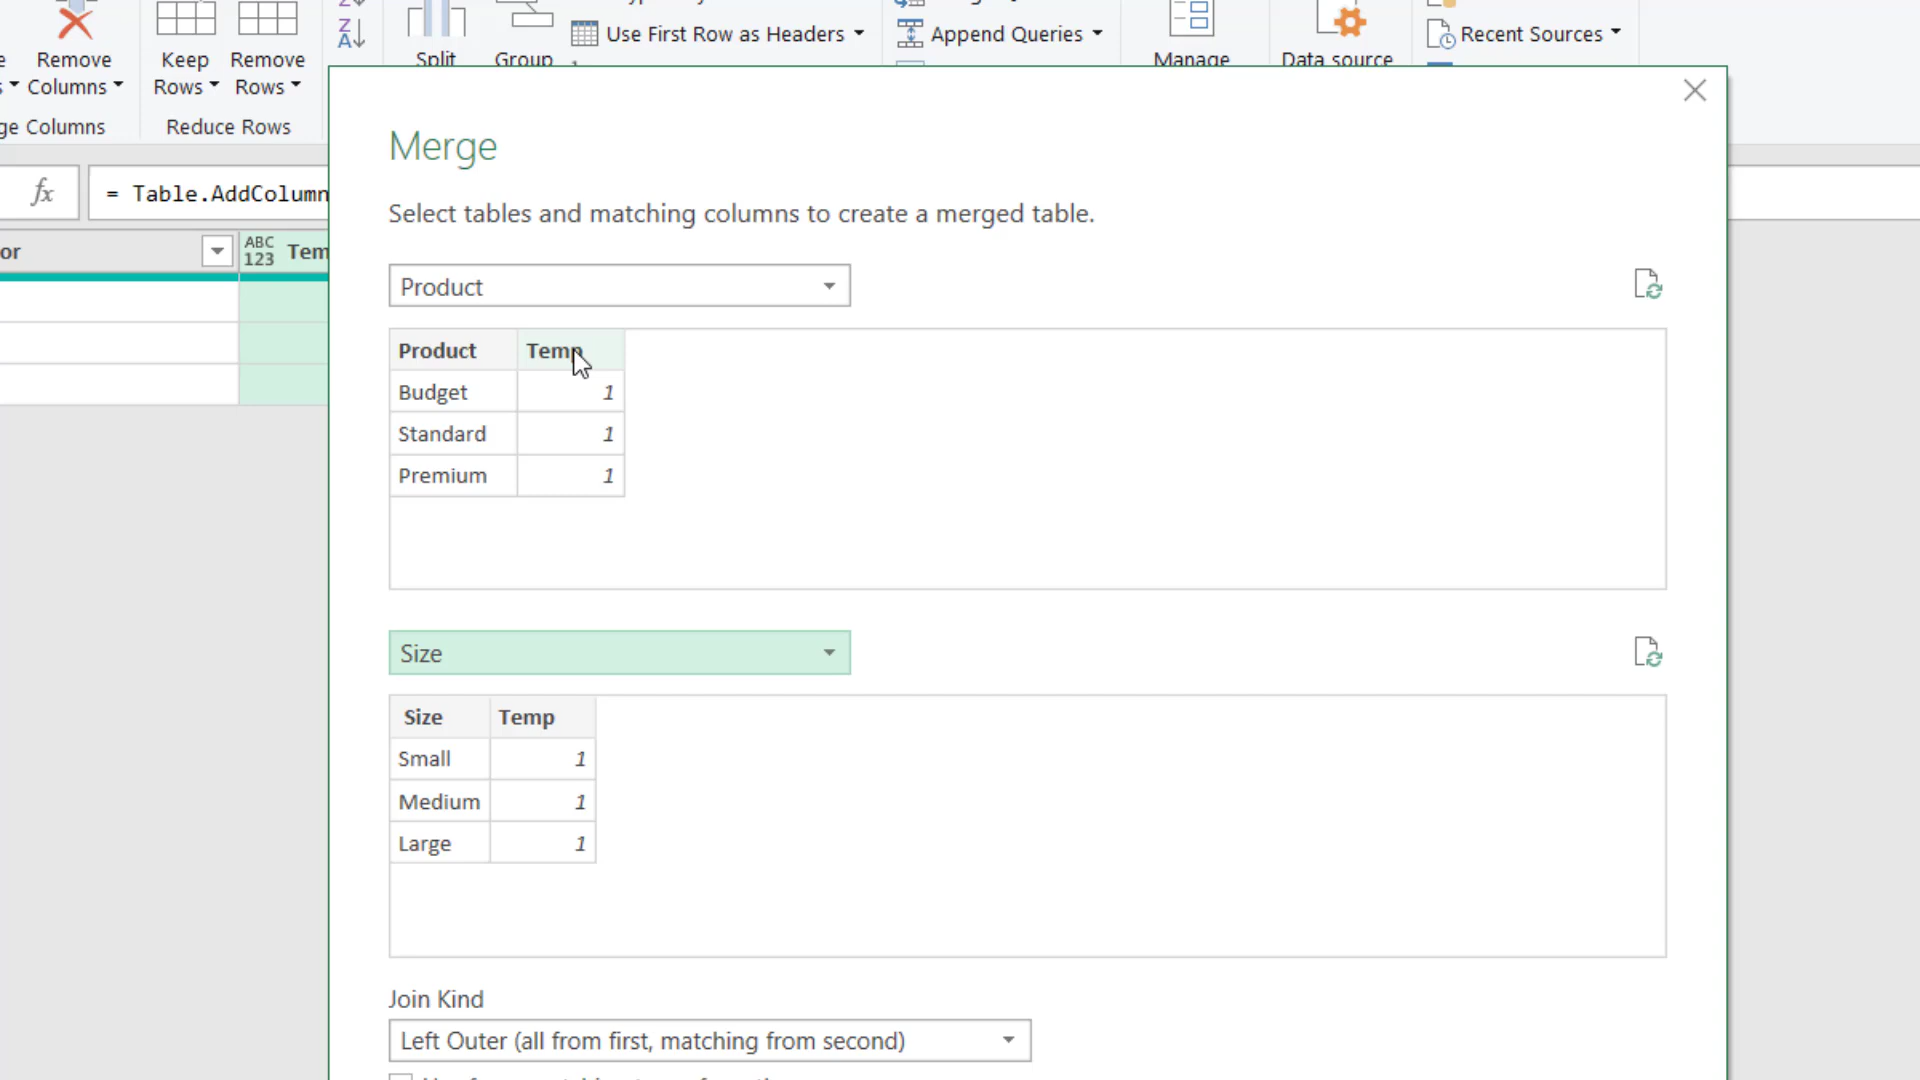 Remove
Columns
Keep
Rows
Remove
Rows
ge Columns
Reduce Rows
Z
A
Split
Group
Use First Row as Headers
Append Queries
Manage
Data source
Recent Sources
fx
= Table.AddColumn
or
ABC
123
Tem
Merge
Select tables and matching columns to create a merged table.
Product
Product Temp
Budget 1
Standard 1
Premium 1
Size
Size Temp
Small 1
Medium 1
Large 1
Join Kind
Left Outer (all from first, matching from second)